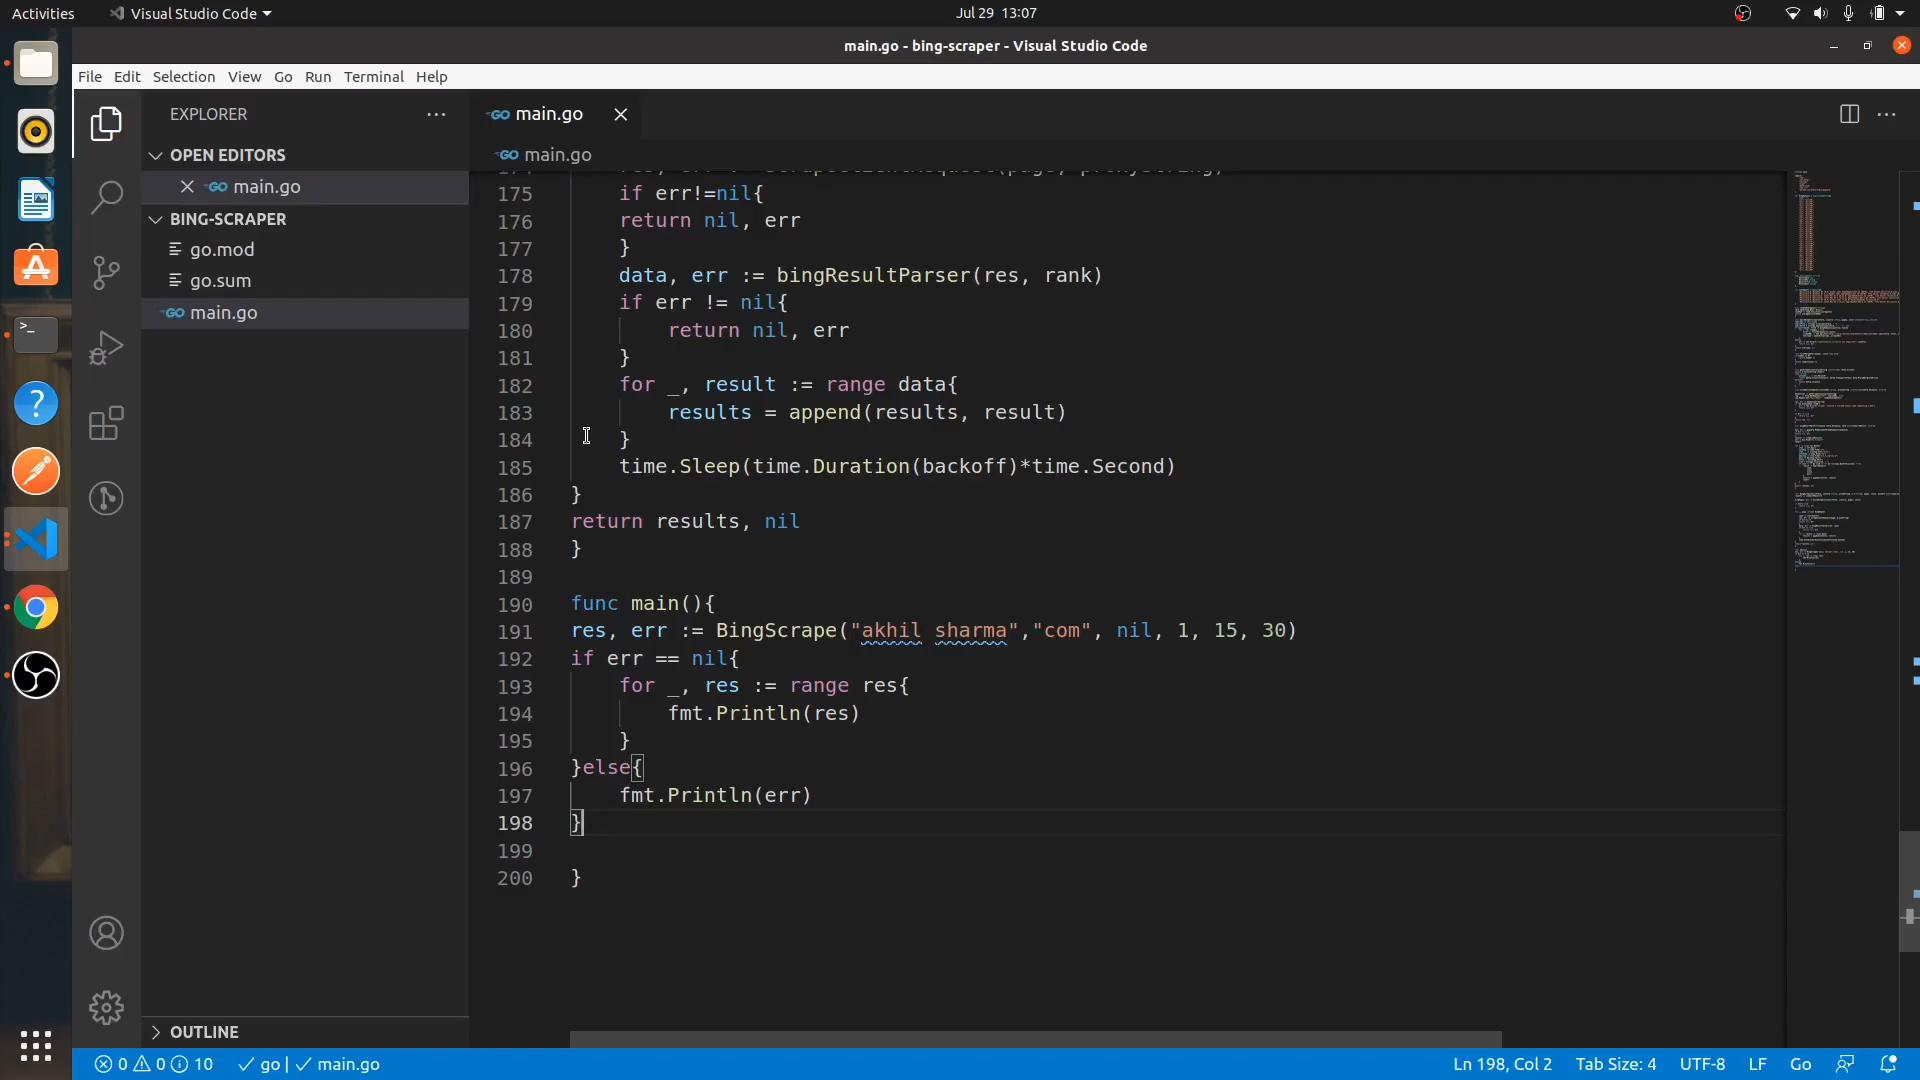 Activities
Visual Studio Code
Jul 29 13:07
main.go - bing-scraper - Visual Studio Code
File Edit Selection View Go Run Terminal Help
EXPLORER
main.go
OPEN EDITORS
main.go
main.go
BING-SCRAPER
go.mod
go.sum
main.go
175 if err!=nil{
176 return nil, err
177 }
178 data, err := bingResultParser(res, rank)
179 if err != nil{
180 return nil, err
181 }
182 for _, result := range data{
183 results = append(results, result)
184 }
185 time.Sleep(time.Duration(backoff)*time.Second)
186 }
187 return results, nil
188 }
189
190 func main(){
191 res, err := BingScrape("akhil sharma","com", nil, 1, 15, 30)
192 if err == nil{
193 for _, res := range res{
194 fmt.Println(res)
195 }
196 }else{
197 fmt.Println(err)
198 }
199
200 }
OUTLINE
0 0 10 go | main.go
Ln 198, Col 2 Tab Size: 4 UTF-8 LF Go